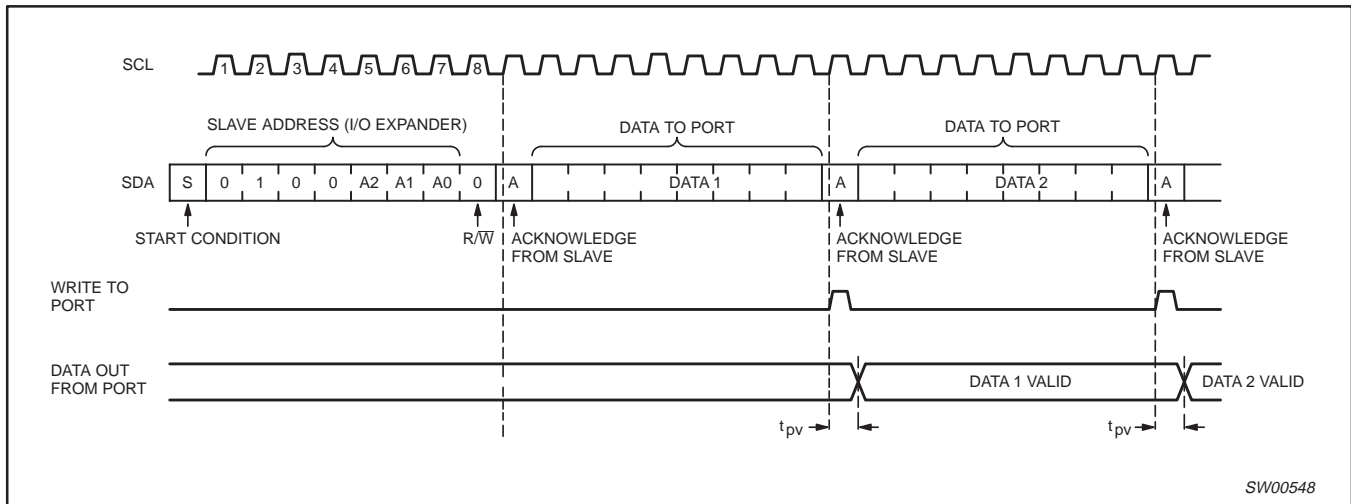 SCL 1 2 3 4 5 6 7 8
SLAVE ADDRESS (I/O EXPANDER) DATA TO PORT DATA TO PORT
SDA S 0 1 0 0 A2 A1 A0 0 A DATA 1 A DATA 2 A
START CONDITION R/W̅ ACKNOWLEDGE FROM SLAVE ACKNOWLEDGE FROM SLAVE ACKNOWLEDGE FROM SLAVE
WRITE TO
PORT
DATA OUT
FROM PORT
DATA 1 VALID DATA 2 VALID
tpv tpv
SW00548